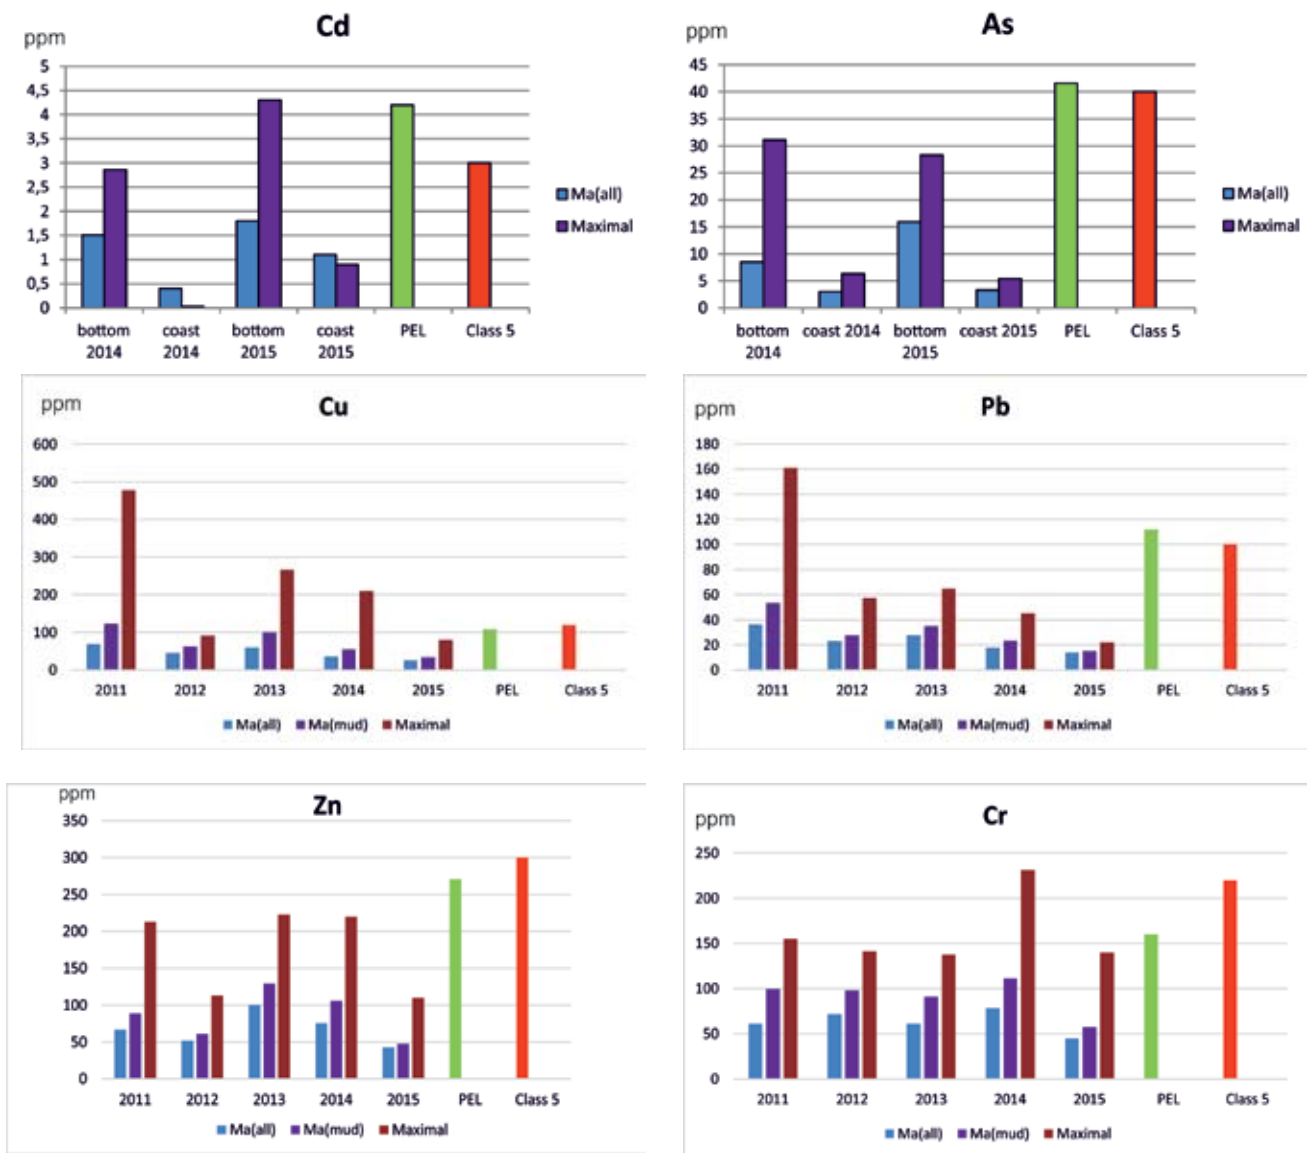 Cd
ppm
5
4,5
4
3,5
3
2,5
2
1,5
1
0,5
0
bottom 2014
coast 2014
bottom 2015
coast 2015
PEL
Class 5
Ma(all)
Maximal
As
ppm
45
40
35
30
25
20
15
10
5
0
bottom 2014
coast 2014
bottom 2015
coast 2015
PEL
Class 5
Ma(all)
Maximal
Cu
ppm
600
500
400
300
200
100
0
2011 2012 2013 2014 2015 PEL Class 5
Ma(all) Ma(mud) Maximal
Pb
ppm
180
160
140
120
100
80
60
40
20
0
2011 2012 2013 2014 2015 PEL Class 5
Ma(all) Ma(mud) Maximal
Zn
ppm
350
300
250
200
150
100
50
0
2011 2012 2013 2014 2015 PEL Class 5
Ma(all) Ma(mud) Maximal
Cr
ppm
250
200
150
100
50
0
2011 2012 2013 2014 2015 PEL Class 5
Ma(all) Ma(mud) Maximal